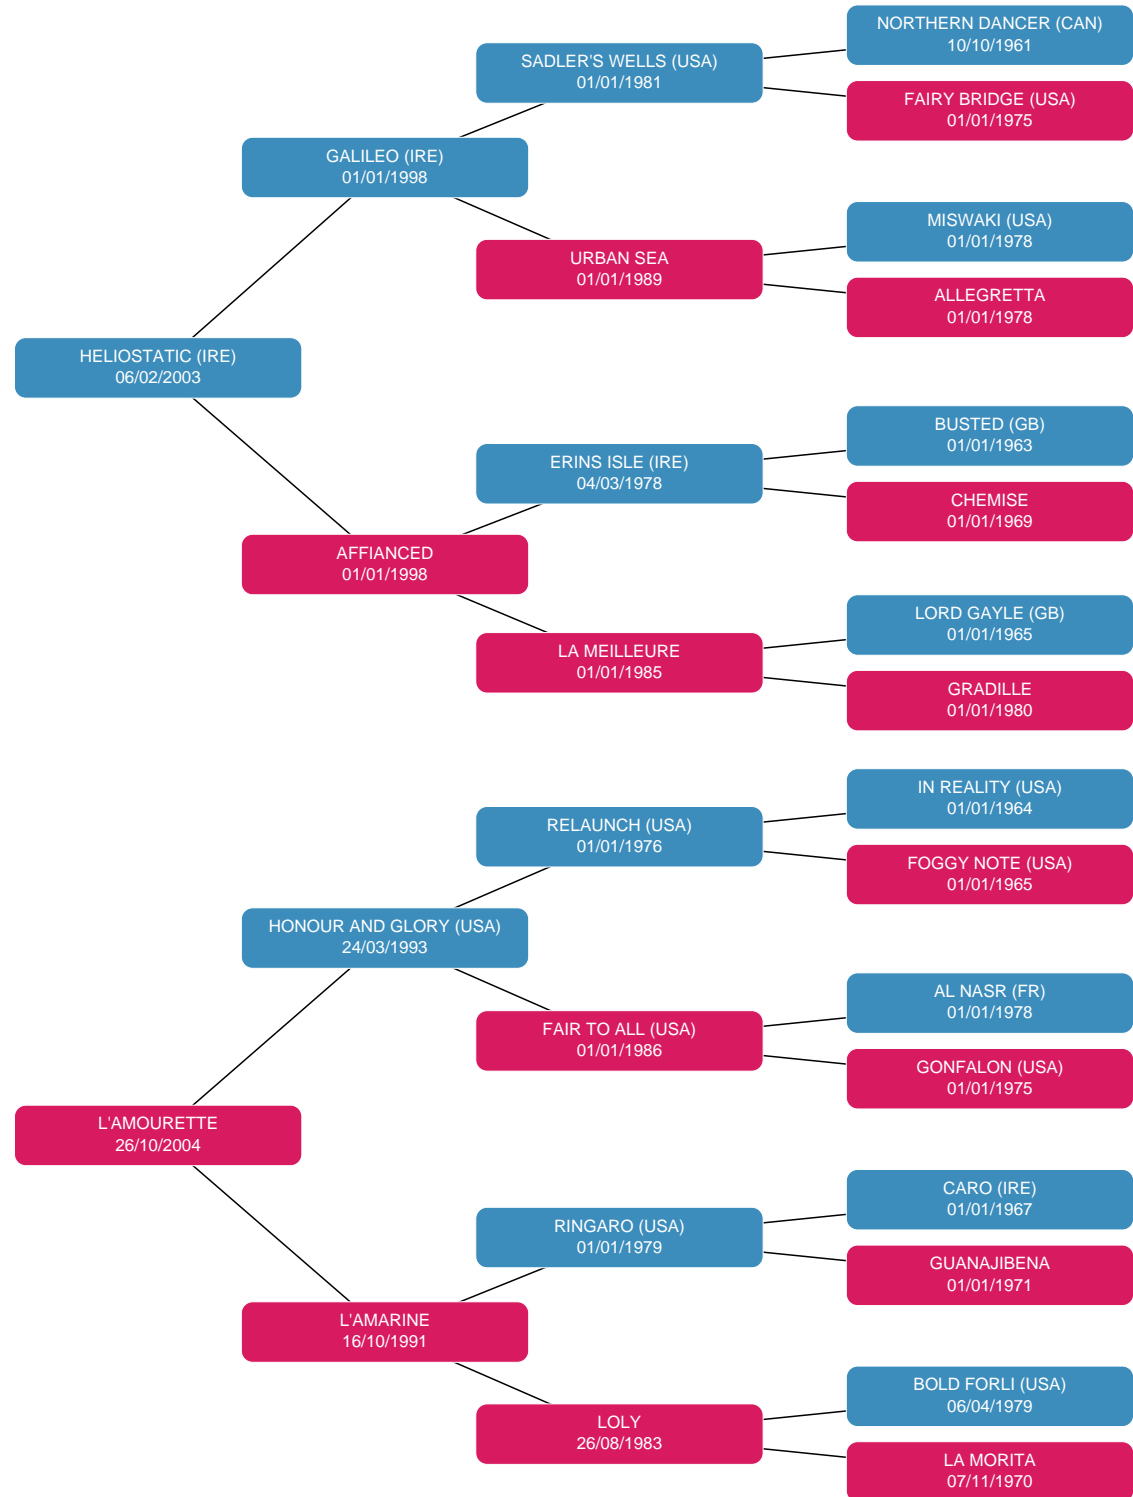 NORTHERN DANCER (CAN)
10/10/1961
SADLER'S WELLS (USA)
01/01/1981
FAIRY BRIDGE (USA)
01/01/1975
GALILEO (IRE)
01/01/1998
MISWAKI (USA)
01/01/1978
URBAN SEA
01/01/1989
ALLEGRETTA
01/01/1978
HELIOSTATIC (IRE)
06/02/2003
BUSTED (GB)
01/01/1963
ERINS ISLE (IRE)
04/03/1978
CHEMISE
01/01/1969
AFFIANCED
01/01/1998
LORD GAYLE (GB)
01/01/1965
LA MEILLEURE
01/01/1985
GRADILLE
01/01/1980
IN REALITY (USA)
01/01/1964
RELAUNCH (USA)
01/01/1976
FOGGY NOTE (USA)
01/01/1965
HONOUR AND GLORY (USA)
24/03/1993
AL NASR (FR)
01/01/1978
FAIR TO ALL (USA)
01/01/1986
GONFALON (USA)
01/01/1975
L'AMOURETTE
26/10/2004
CARO (IRE)
01/01/1967
RINGARO (USA)
01/01/1979
GUANAJIBENA
01/01/1971
L'AMARINE
16/10/1991
BOLD FORLI (USA)
06/04/1979
LOLY
26/08/1983
LA MORITA
07/11/1970